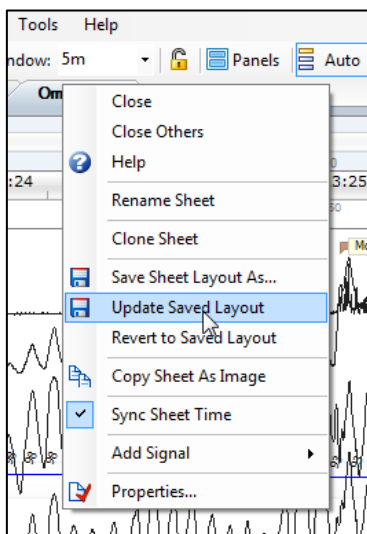 Tools Help
ndow: 5m Panels Auto
Om
Close
Close Others
Help
:24 3:25
Rename Sheet
Clone Sheet
Save Sheet Layout As...
Update Saved Layout
Revert to Saved Layout
Copy Sheet As Image
Sync Sheet Time
Add Signal
Properties...